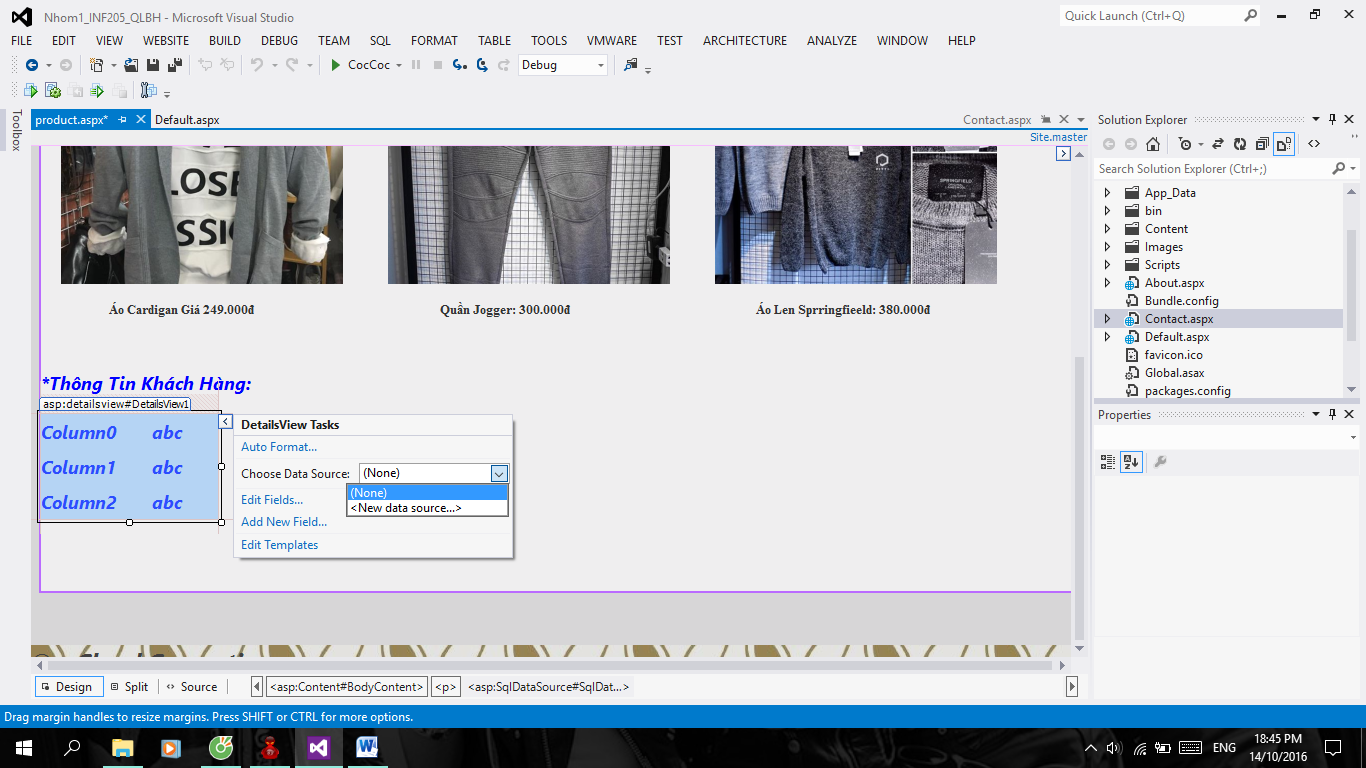 Nhom1_INF205_QLBH - Microsoft Visual Studio
Quick Launch (Ctrl+Q)
FILE EDIT VIEW WEBSITE BUILD DEBUG TEAM SQL FORMAT TABLE TOOLS VMWARE TEST ARCHITECTURE ANALYZE WINDOW HELP
CocCoc Debug
Toolbox
product.aspx* Default.aspx Contact.aspx
Site.master
LOSE
SSIC
SPRINGFIELD
Áo Cardigan Giá 249.000đ
Quần Jogger: 300.000đ
Áo Len Sprringfieeld: 380.000đ
*Thông Tin Khách Hàng:
asp:detailsview#DetailsView1
Column0 abc
Column1 abc
Column2 abc
DetailsView Tasks
Auto Format...
Choose Data Source: (None)
(None)
<New data source...>
Edit Fields...
Add New Field...
Edit Templates
Design Split Source <asp:Content#BodyContent> <p> <asp:SqlDataSource#SqlDat...>
Solution Explorer
Search Solution Explorer (Ctrl+;)
App_Data
bin
Content
Images
Scripts
About.aspx
Bundle.config
Contact.aspx
Default.aspx
favicon.ico
Global.asax
packages.config
Properties
Drag margin handles to resize margins. Press SHIFT or CTRL for more options.
ENG
18:45 PM
14/10/2016